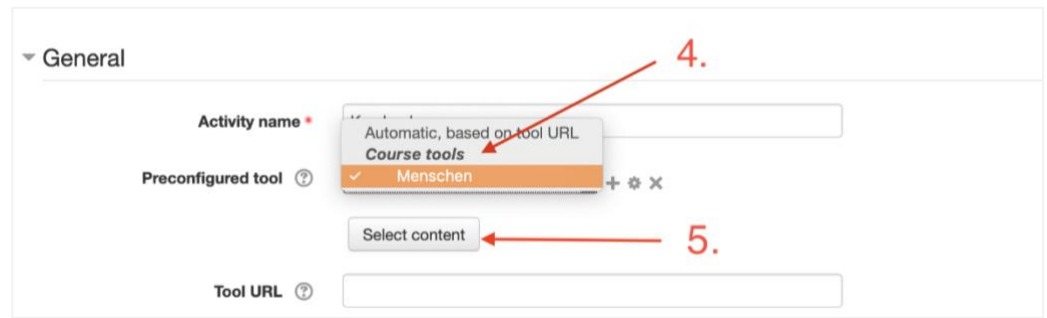 General
4.
Activity name
Automatic, based on tool URL
Course tools
Preconfigured tool ?
Menschen
Select content
5.
Tool URL ?